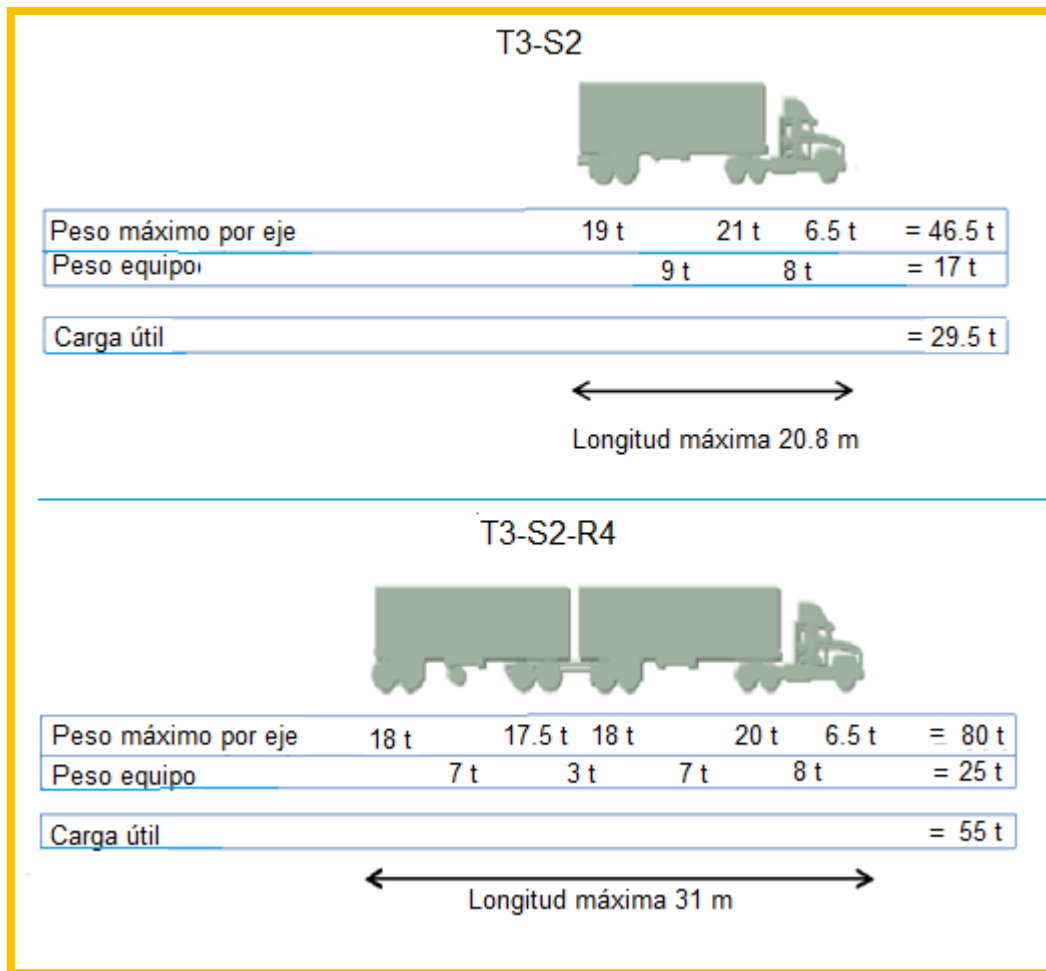 T3-S2
Peso máximo por eje 19 t 21 t 6.5 t = 46.5 t
Peso equipo 9 t 8 t = 17 t
Carga útil = 29.5 t
Longitud máxima 20.8 m
T3-S2-R4
Peso máximo por eje 18 t 17.5 t 18 t 20 t 6.5 t = 80 t
Peso equipo 7 t 3 t 7 t 8 t = 25 t
Carga útil = 55 t
Longitud máxima 31 m